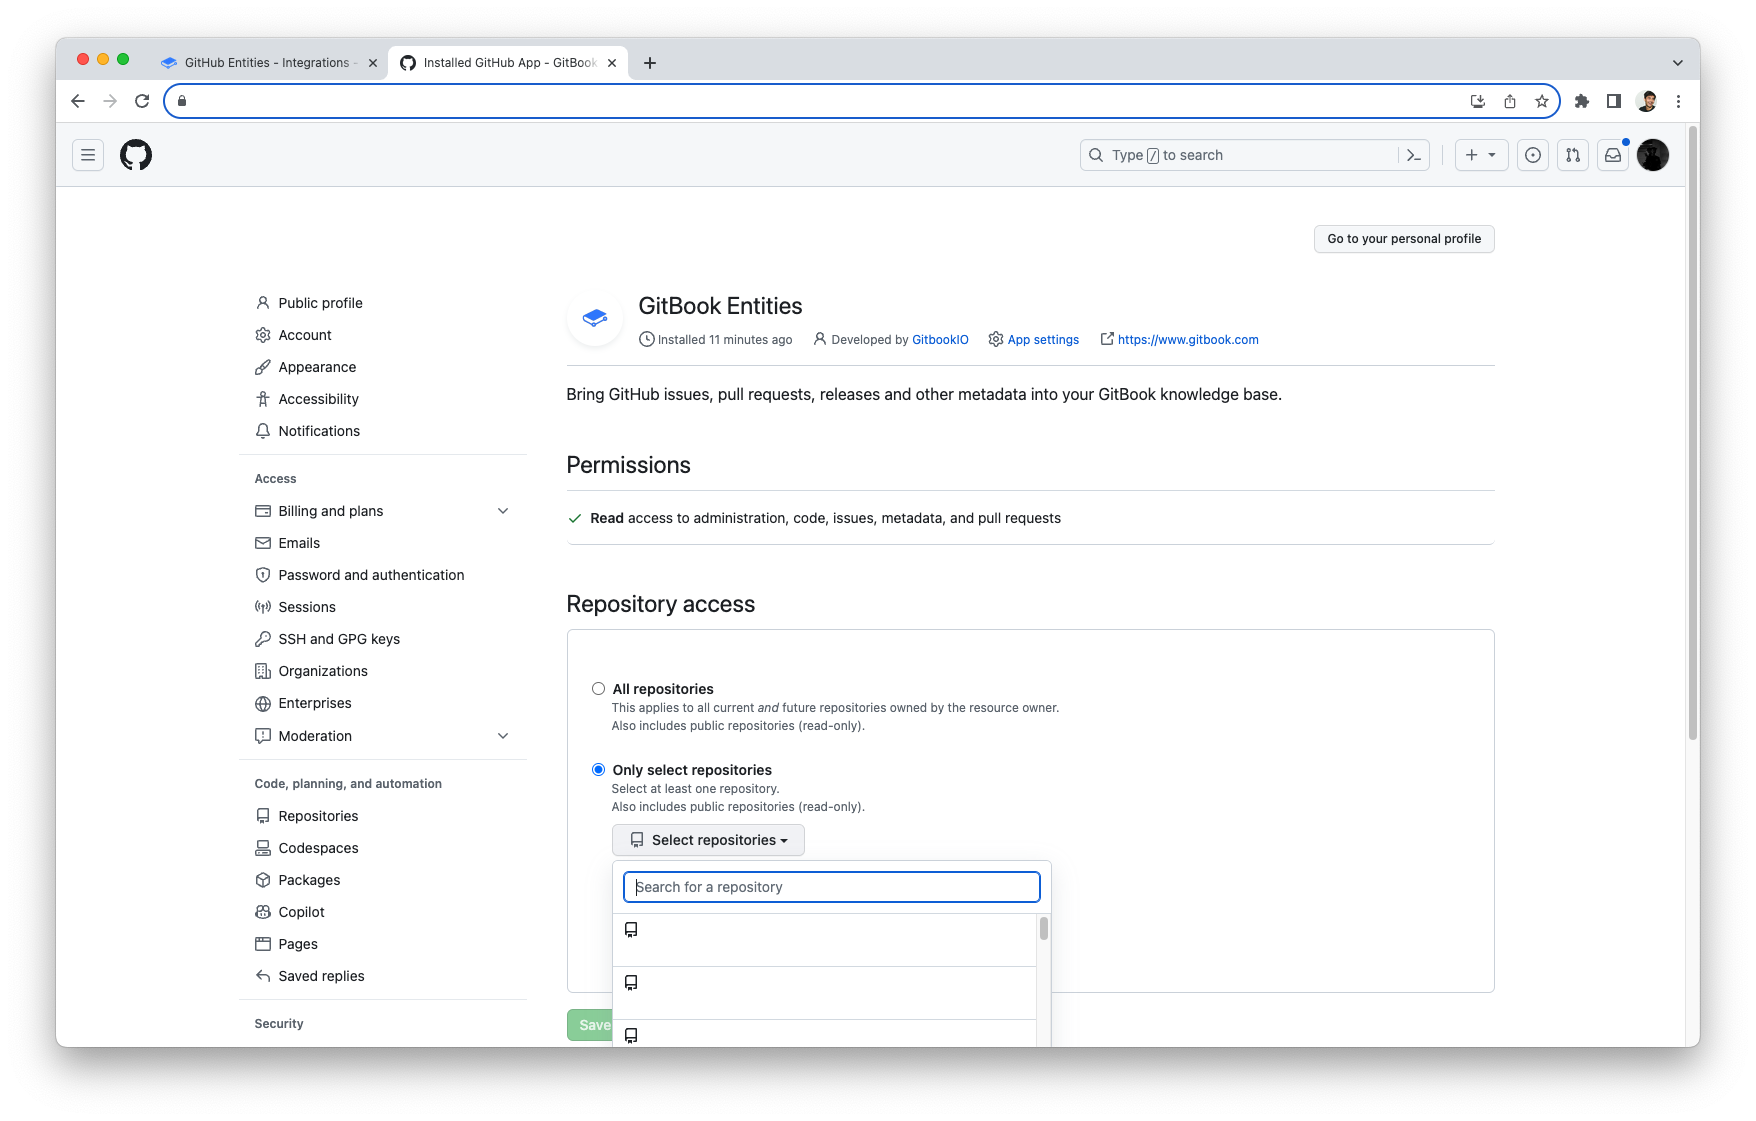 GitHub Entities - Integrations -
Installed GitHub App - GitBook
Type / to search
Go to your personal profile
Public profile
Account
Appearance
Accessibility
Notifications
Access
Billing and plans
Emails
Password and authentication
Sessions
SSH and GPG keys
Organizations
Enterprises
Moderation
Code, planning, and automation
Repositories
Codespaces
Packages
Copilot
Pages
Saved replies
Security
GitBook Entities
Installed 11 minutes ago Developed by GitbookIO App settings https://www.gitbook.com
Bring GitHub issues, pull requests, releases and other metadata into your GitBook knowledge base.
Permissions
Read access to administration, code, issues, metadata, and pull requests
Repository access
All repositories
This applies to all current and future repositories owned by the resource owner.
Also includes public repositories (read-only).
Only select repositories
Select at least one repository.
Also includes public repositories (read-only).
Select repositories
Search for a repository
Save